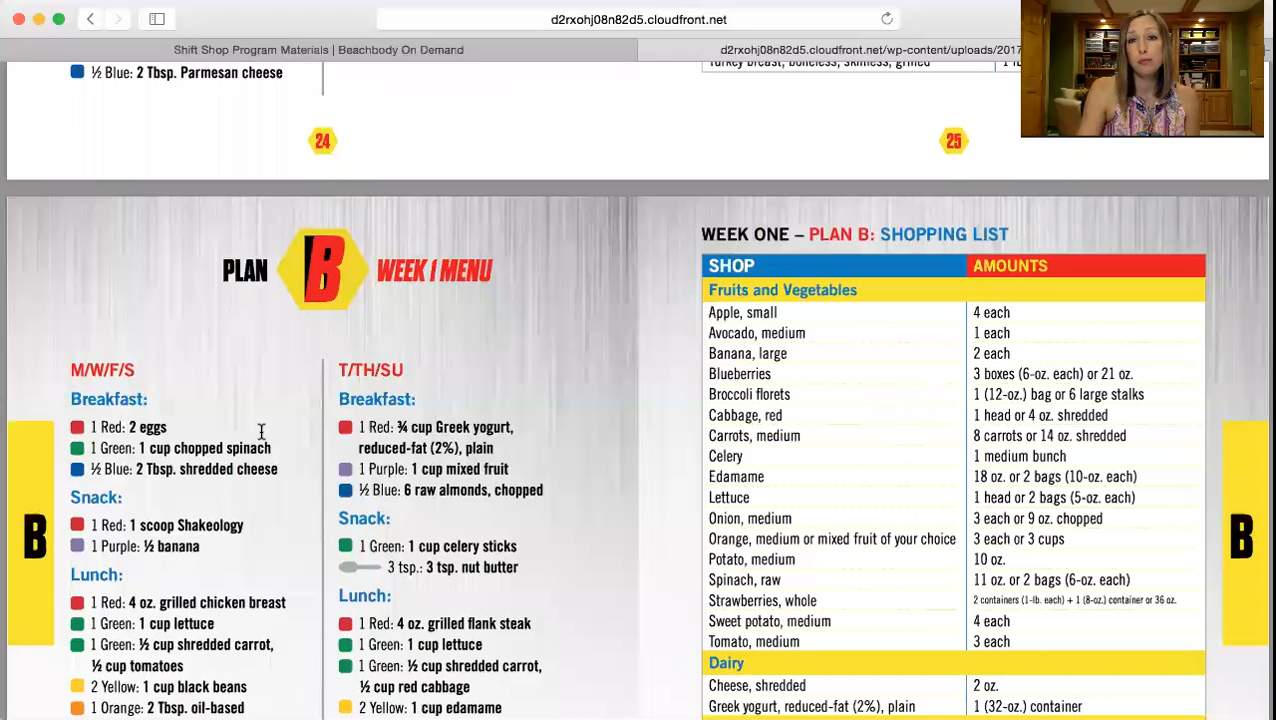 d2rxohj08n82d5.cloudfront.net
Shift Shop Program Materials | Beachbody On Demand
d2rxohj08n82d5.cloudfront.net/wp-content/uploads/2017
½ Blue: 2 Tbsp. Parmesan cheese
Turkey breast, boneless, skinless, grilled
24
25
PLAN B WEEK 1 MENU
M/W/F/S
Breakfast:
1 Red: 2 eggs
1 Green: 1 cup chopped spinach
½ Blue: 2 Tbsp. shredded cheese
Snack:
1 Red: 1 scoop Shakeology
1 Purple: ½ banana
Lunch:
1 Red: 4 oz. grilled chicken breast
1 Green: 1 cup lettuce
1 Green: ½ cup shredded carrot,
½ cup tomatoes
2 Yellow: 1 cup black beans
1 Orange: 2 Tbsp. oil-based
T/TH/SU
Breakfast:
1 Red: ¾ cup Greek yogurt,
reduced-fat (2%), plain
1 Purple: 1 cup mixed fruit
½ Blue: 6 raw almonds, chopped
Snack:
1 Green: 1 cup celery sticks
3 tsp.: 3 tsp. nut butter
Lunch:
1 Red: 4 oz. grilled flank steak
1 Green: 1 cup lettuce
1 Green: ½ cup shredded carrot,
½ cup red cabbage
2 Yellow: 1 cup edamame
B
WEEK ONE – PLAN B: SHOPPING LIST
SHOP AMOUNTS
Fruits and Vegetables
Apple, small 4 each
Avocado, medium 1 each
Banana, large 2 each
Blueberries 3 boxes (6-oz. each) or 21 oz.
Broccoli florets 1 (12-oz.) bag or 6 large stalks
Cabbage, red 1 head or 4 oz. shredded
Carrots, medium 8 carrots or 14 oz. shredded
Celery 1 medium bunch
Edamame 18 oz. or 2 bags (10-oz. each)
Lettuce 1 head or 2 bags (5-oz. each)
Onion, medium 3 each or 9 oz. chopped
Orange, medium or mixed fruit of your choice 3 each or 3 cups
Potato, medium 10 oz.
Spinach, raw 11 oz. or 2 bags (6-oz. each)
Strawberries, whole 2 containers (1-lb. each) + 1 (8-oz.) container or 36 oz.
Sweet potato, medium 4 each
Tomato, medium 3 each
Dairy
Cheese, shredded 2 oz.
Greek yogurt, reduced-fat (2%), plain 1 (32-oz.) container
B